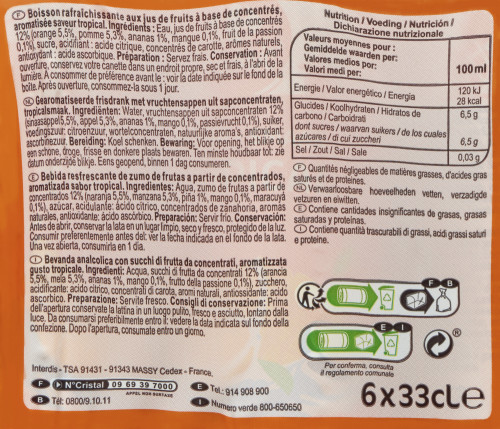 F Boisson rafraîchissante aux jus de fruits à base de concentrés,
aromatisée saveur tropical. Ingrédients : Eau, jus de fruits à base de concentrés
12% (orange 5,5%, pomme 5,3%, ananas 1%, mangue 0,1%, fruit de la passion
0,1%), sucre, acidifiant : acide citrique, concentrés de carotte, arômes naturels,
antioxydant : acide ascorbique. Préparation : Servez frais. Conservation : Avant
ouverture, conservez votre canette dans un endroit propre, sec et frais, à l'abri de la
lumière. A consommer de préférence avant le : voir la date indiquée sur le fond de la
boîte. Après ouverture, consommez-la sous 1 jour.
NL Gearomatiseerde frisdrank met vruchtensappen uit sapconcentraten,
tropicalsmaak. Ingrediënten: Water, vruchtensappen uit sapconcentraten 12%
(sinaasappel 5,5%, appel 5,3%, ananas 1%, mango 0,1%, passievrucht 0,1%), suiker,
voedingszuur: citroenzuur, wortelconcentraten, natuurlijke aroma's, antioxidant:
ascorbinezuur. Bereiding: Koel schenken. Bewaring: Vóór opening, het blikje op
een schone, droge, frisse en donkere plaats bewaren. Ten minste houdbaar tot: zie
datum onderzijde blikje. Eens geopend, binnen 1 dag consumeren.
E Bebida resfrescante de zumo de frutas a partir de concentrados,
aromatizada sabor tropical. Ingredientes: Agua, zumo de frutas a partir de
concentrados 12% (naranja 5,5%, manzana 5,3%, piña 1%, mango 0,1%, maracuyá
0,1%), azúcar, acidulante: ácido cítrico, concentrados de zanahoria, aromas
naturales, antioxidante: ácido ascórbico. Preparación: Servir frío. Conservación:
Antes de abrir, conservar la lata en un lugar limpio, seco y fresco, protegido de la luz.
Consumir preferentemente antes del: ver la fecha indicada en el fondo de la lata.
Una vez abierta, consumirla en 1 día.
I Bevanda analcolica con succhi di frutta da concentrati, aromatizzata
gusto tropicale. Ingredienti: Acqua, succhi di frutta da concentrati 12% (arancia
5,5%, mela 5,3%, ananas 1%, mango 0,1%, frutto della passione 0,1%), zucchero,
acidificante: acido citrico, concentrati di carota, aromi naturali, antiossidante: acido
ascorbico. Preparazione: Servite fresco. Consigli di conservazione: Prima
dell'apertura conservate la lattina in un luogo pulito, fresco e asciutto, lontano dalla
luce. Da consumarsi preferibilmente entro il: vedere la data indicata sul fondo della
confezione. Dopo l'apertura, consumate entro un giorno.
Interdis - TSA 91431 - 91343 MASSY Cedex - France.
F N°Cristal 09 69 39 7000
APPEL NON SURTAXE
B Tél: 0800/9.10.11
E Tel.: 914 908 900
I Numero verde 800-650650
Nutrition / Voeding / Nutrición /
Dichiarazione nutrizionale
Valeurs moyennes pour :
Gemiddelde waarden per:
Valores medios por:
Valori medi per:
100 ml
Energie / Valor energético / Energia
120 kJ
28 kcal
Glucides / Koolhydraten / Hidratos de
carbono / Carboidrati
6,5 g
dont sucres / waarvan suikers / de los cuales
azúcares / di cui zuccheri
6,5 g
Sel / Zout / Sal / Sale
0,03 g
F Quantités négligeables de matières grasses, d'acides gras
saturés et de protéines.
NL Verwaarloosbare hoeveelheden vetten, verzadigde
vetzuren en eiwitten.
E Contiene cantidades insignificantes de grasas, grasas
saturadas y proteínas.
I Contiene quantità trascurabili di grassi, acidi grassi saturi
e proteine.
F B
E I
Per conferma, consulta
il regolamento comunale
6x33cLe